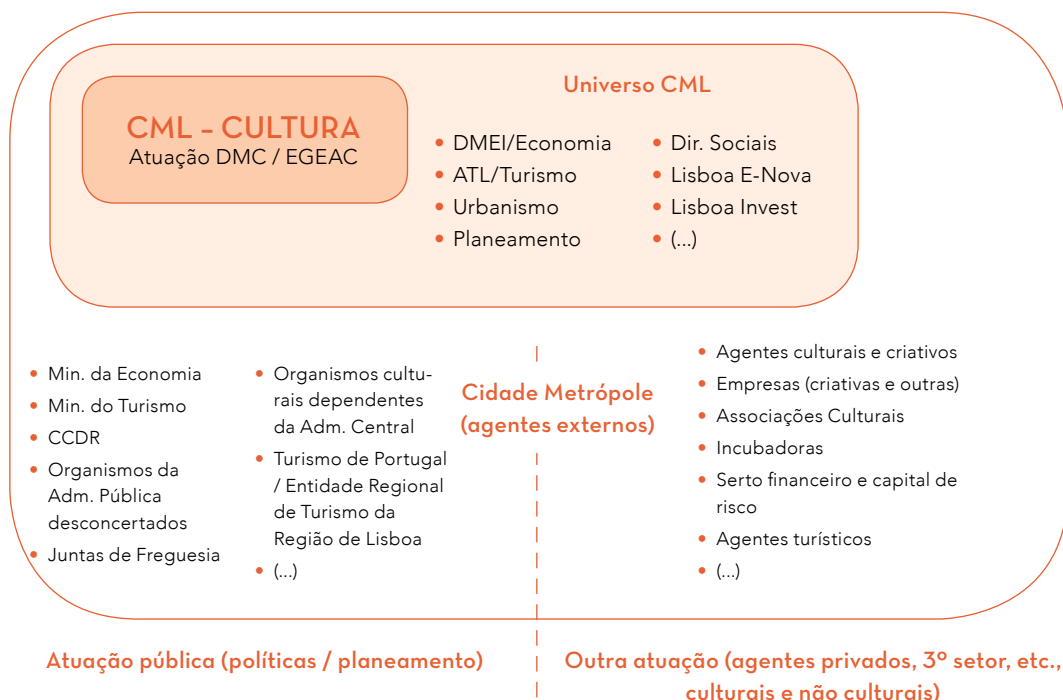 Universo CML
CML – CULTURA
Atuação DMC / EGEAC
• DMEI/Economia
• ATL/Turismo
• Urbanismo
• Planeamento
• Dir. Sociais
• Lisboa E-Nova
• Lisboa Invest
• (...)
• Min. da Economia
• Min. do Turismo
• CCDR
• Organismos da
Adm. Pública
desconcertados
• Juntas de Freguesia
• Organismos cultu-
rais dependentes
da Adm. Central
• Turismo de Portugal
/ Entidade Regional
de Turismo da
Região de Lisboa
• (...)
Cidade Metrópole
(agentes externos)
• Agentes culturais e criativos
• Empresas (criativas e outras)
• Associações Culturais
• Incubadoras
• Serto financeiro e capital de
risco
• Agentes turísticos
• (...)
Atuação pública (políticas / planeamento)
Outra atuação (agentes privados, 3º setor, etc.,
culturais e não culturais)